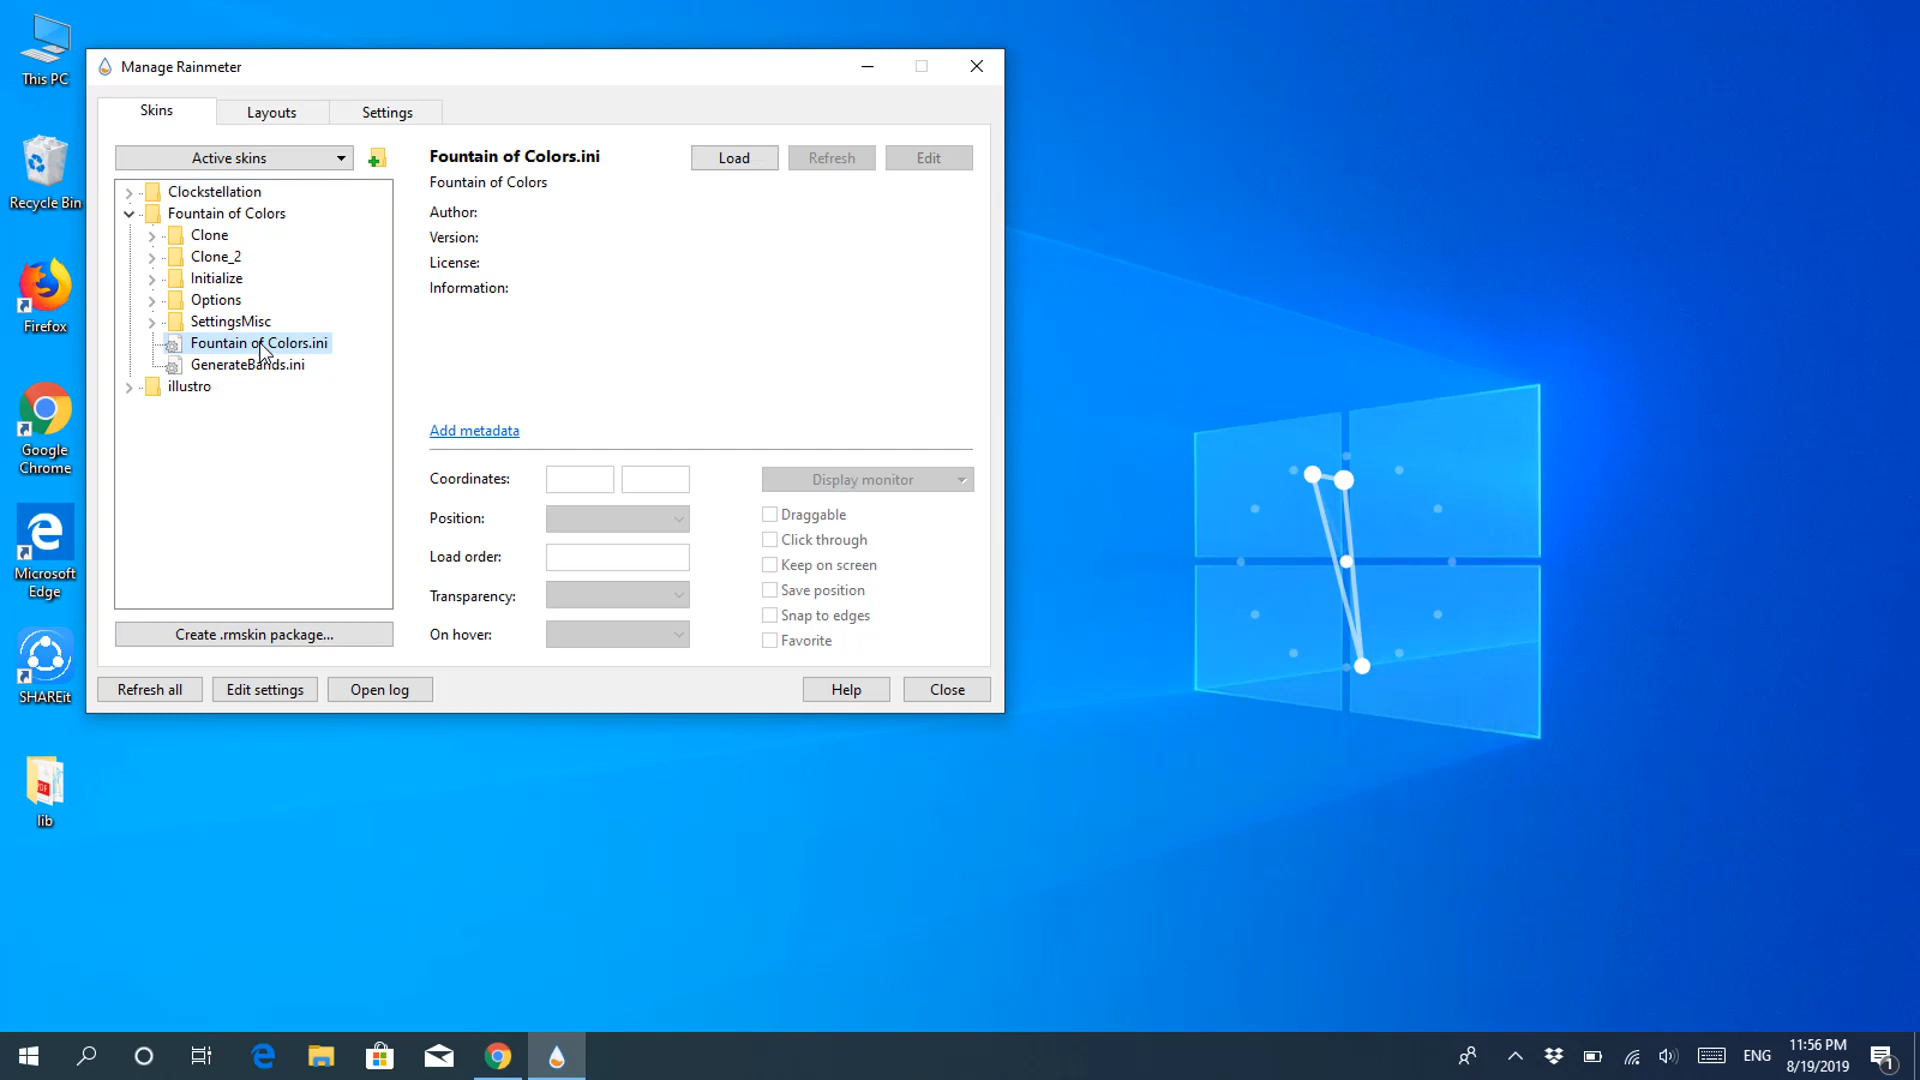 This PC
Recycle Bin
Firefox
Google
Chrome
Microsoft
Edge
SHAREit
lib
Manage Rainmeter
Skins
Layouts
Settings
Active skins
Clockstellation
Fountain of Colors
Clone
Clone_2
Initialize
Options
SettingsMisc
Fountain of Colors.ini
GenerateBands.ini
illustro
Create .rmskin package...
Fountain of Colors.ini
Load
Refresh
Edit
Fountain of Colors
Author:
Version:
License:
Information:
Add metadata
Coordinates:
Display monitor
Position:
Load order:
Transparency:
On hover:
Draggable
Click through
Keep on screen
Save position
Snap to edges
Favorite
Refresh all
Edit settings
Open log
Help
Close
ENG
11:56 PM
8/19/2019
1